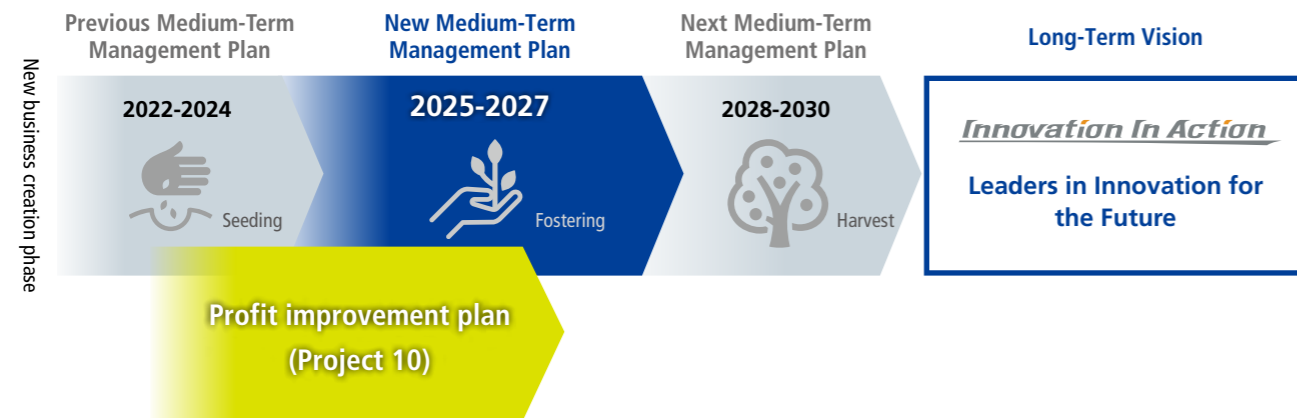 Previous Medium-Term
Management Plan
New Medium-Term
Management Plan
Next Medium-Term
Management Plan
Long-Term Vision
New business creation phase
2022-2024
Seeding
2025-2027
Fostering
2028-2030
Harvest
Innovation In Action
Leaders in Innovation for
the Future
Profit improvement plan
(Project 10)